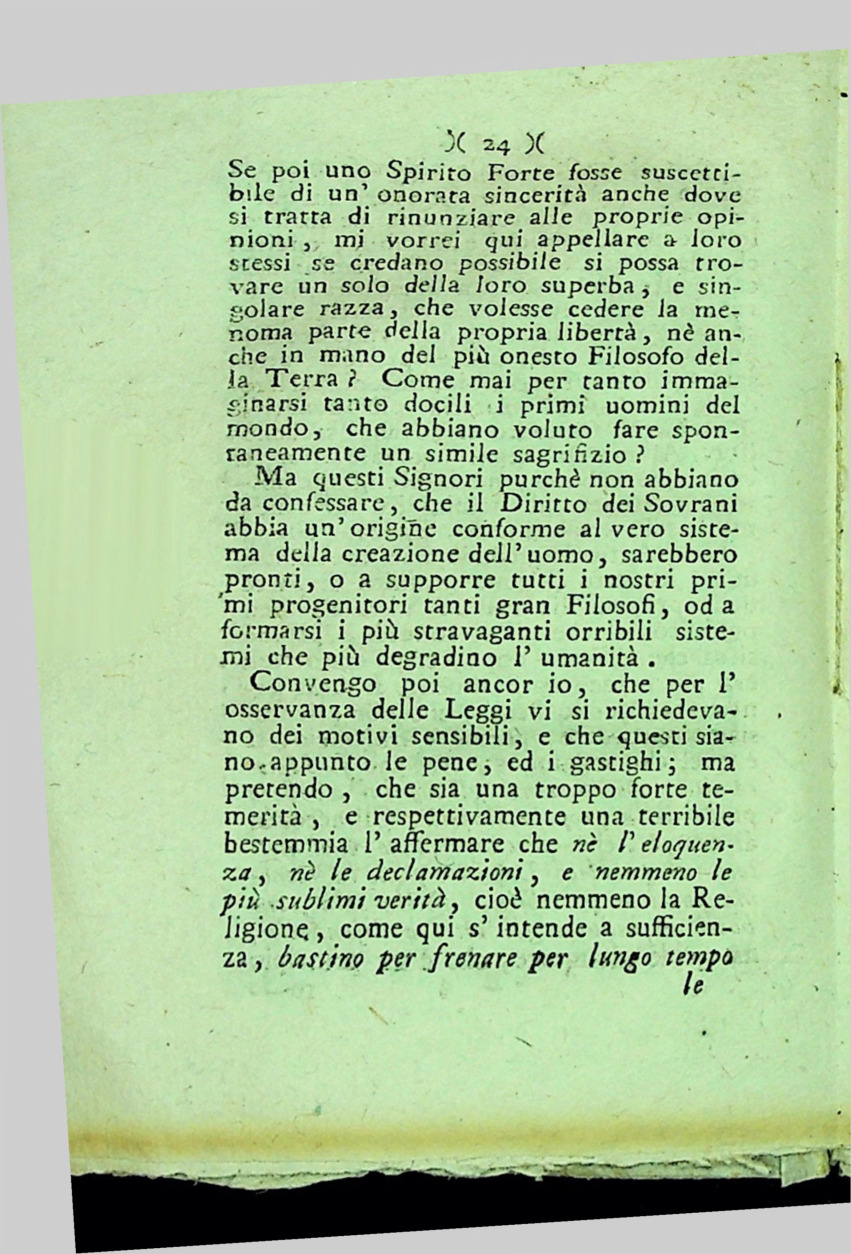 )( 24 )(
Se poi uno Spirito Forte fosse suscetti-
bile di un' onorata sincerità anche dove
si tratta di rinunziare alle proprie opi-
nioni, mi vorrei qui appellare a loro
stessi se credano possibile si possa tro-
vare un solo della loro superba, e sin-
golare razza, che volesse cedere la me-
noma parte della propria libertà, nè an-
che in mano del più onesto Filosofo del-
la Terra? Come mai per tanto imma-
ginarsi tanto docili i primi uomini del
mondo, che abbiano voluto fare spon-
taneamente un simile sagrifizio?
Ma questi Signori purchè non abbiano
da confessare, che il Diritto dei Sovrani
abbia un' origine conforme al vero siste-
ma della creazione dell' uomo, sarebbero
pronti, o a supporre tutti i nostri pri-
mi progenitori tanti gran Filosofi, od a
formarsi i più stravaganti orribili siste-
mi che più degradino l' umanità.
Convengo poi ancor io, che per l'
osservanza delle Leggi vi si richiedeva-
no dei motivi sensibili, e che questi sia-
no appunto le pene, ed i gastighi; ma
pretendo, che sia una troppo forte te-
merità, e respettivamente una terribile
bestemmia l' affermare che nè l' eloquen-
za, nè le declamazioni, e nemmeno le
più sublimi verità, cioè nemmeno la Re-
ligione, come qui s' intende a sufficien-
za, bastino per frenare per lungo tempo
le